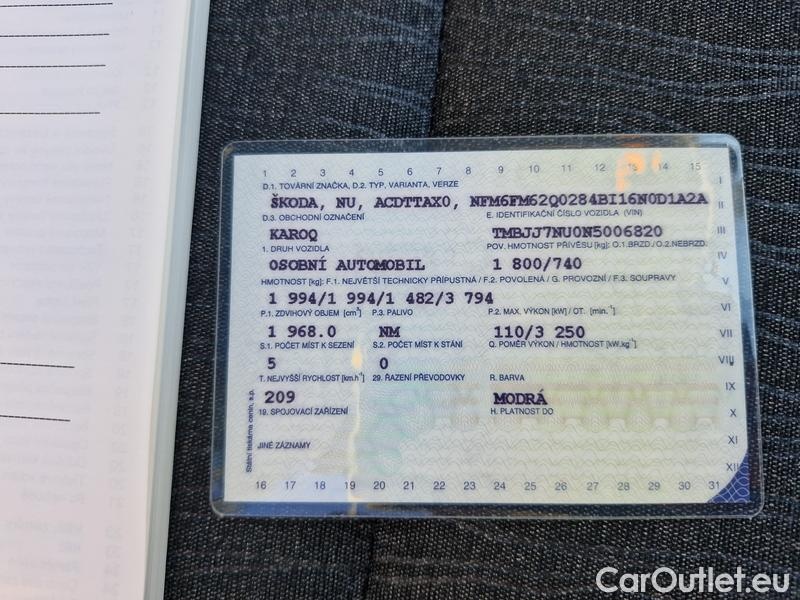 1 2 3 4 5 6 7 8 9 10 11 12 13 14 15
D.1. TOVÁRNÍ ZNAČKA, D.2. TYP, VARIANTA, VERZE
I
ŠKODA, NU, ACDTTAX0, NFM6FM62Q0284BI16N0D1A2A
II
D.3. OBCHODNÍ OZNAČENÍ E. IDENTIFIKAČNÍ ČÍSLO VOZIDLA (VIN)
KAROQ TMBJJ7NU0N5006820
III
1. DRUH VOZIDLA POV. HMOTNOST PŘÍVĚSU [kg]: O.1.BRZD./O.2.NEBRZD.
OSOBNÍ AUTOMOBIL 1 800/740
IV
HMOTNOST [kg]: F.1. NEJVĚTŠÍ TECHNICKY PŘÍPUSTNÁ / F.2. POVOLENÁ / G. PROVOZNÍ / F.3. SOUPRAVY
V
1 994/1 994/1 482/3 794
P.1. ZDVIHOVÝ OBJEM [cm³] P.3. PALIVO P.2. MAX. VÝKON [kW] / OT. [min.⁻¹]
VI
1 968.0 NM 110/3 250
VII
S.1. POČET MÍST K SEZENÍ S.2. POČET MÍST K STÁNÍ Q. POMĚR VÝKON / HMOTNOST [kW.kg⁻¹]
5 0
VIII
T. NEJVYŠŠÍ RYCHLOST [km.h⁻¹] 29. ŘAZENÍ PŘEVODOVKY R. BARVA
IX
209 MODRÁ
19. SPOJOVACÍ ZAŘÍZENÍ H. PLATNOST DO
X
JINÉ ZÁZNAMY
XI
XII
Státní tiskárna cenin, s.p.
16 17 18 19 20 21 22 23 24 25 26 27 28 29 30 31
CarOutlet.eu